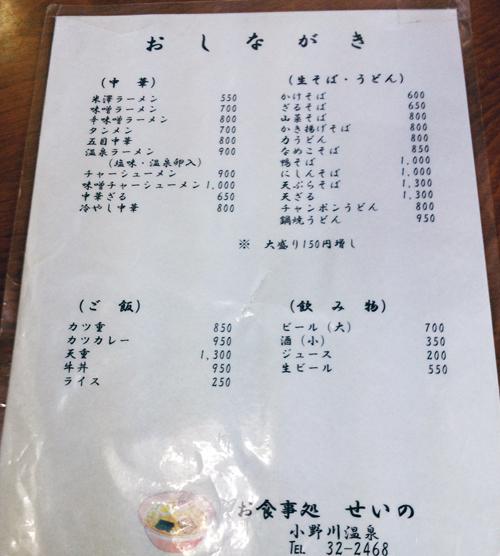 おしながき
(中華)
米澤ラーメン 550
味噌ラーメン 700
辛味噌ラーメン 800
タンメン 700
五目中華 800
温泉ラーメン 900
(塩味・温泉卵入)
チャーシューメン 900
味噌チャーシューメン 1,000
中華ざる 650
冷やし中華 800
(生そば・うどん)
かけそば 600
ざるそば 650
山菜そば 800
かき揚げそば 800
力うどん 800
なめこそば 850
鴨そば 1,000
にしんそば 1,000
天ぷらそば 1,300
天ざる 1,300
チャンポンうどん 800
鍋焼うどん 950
※ 大盛り150円増し
(ご飯)
カツ重 850
カツカレー 950
天重 1,300
牛丼 950
ライス 250
(飲み物)
ビール(大) 700
酒(小) 350
ジュース 200
生ビール 550
お食事処 せいの
小野川温泉
TEL 32-2468